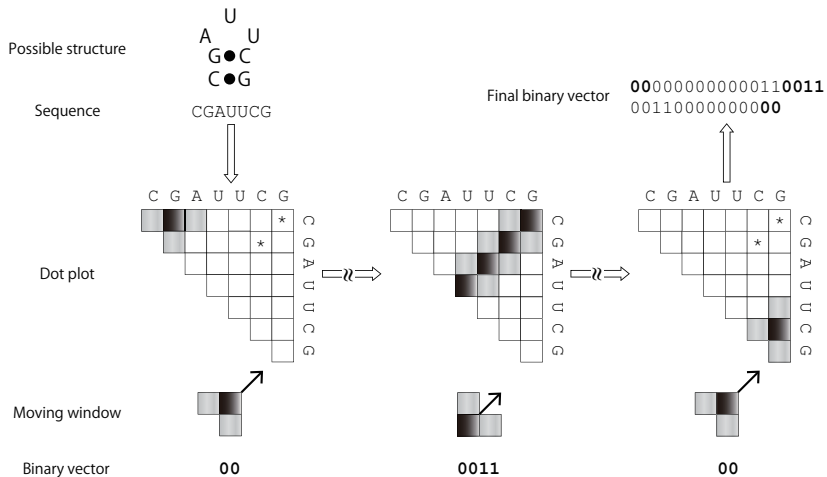 Possible structure
U
A U
G C
C G
Sequence
CGAUUCG
Final binary vector
000000000000110011
00110000000000
C G A U U C G
C G A U U C G
C G A U U C G
*
*
C G A U U C G
C G A U U C G
*
*
C G A U U C G
Dot plot
Moving window
Binary vector
00
0011
00